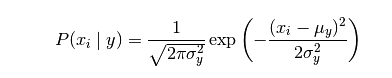 P(x_i | y) = \frac{1}{\sqrt{2\pi\sigma_y^2}} \exp\left(-\frac{(x_i - \mu_y)^2}{2\sigma_y^2}\right)